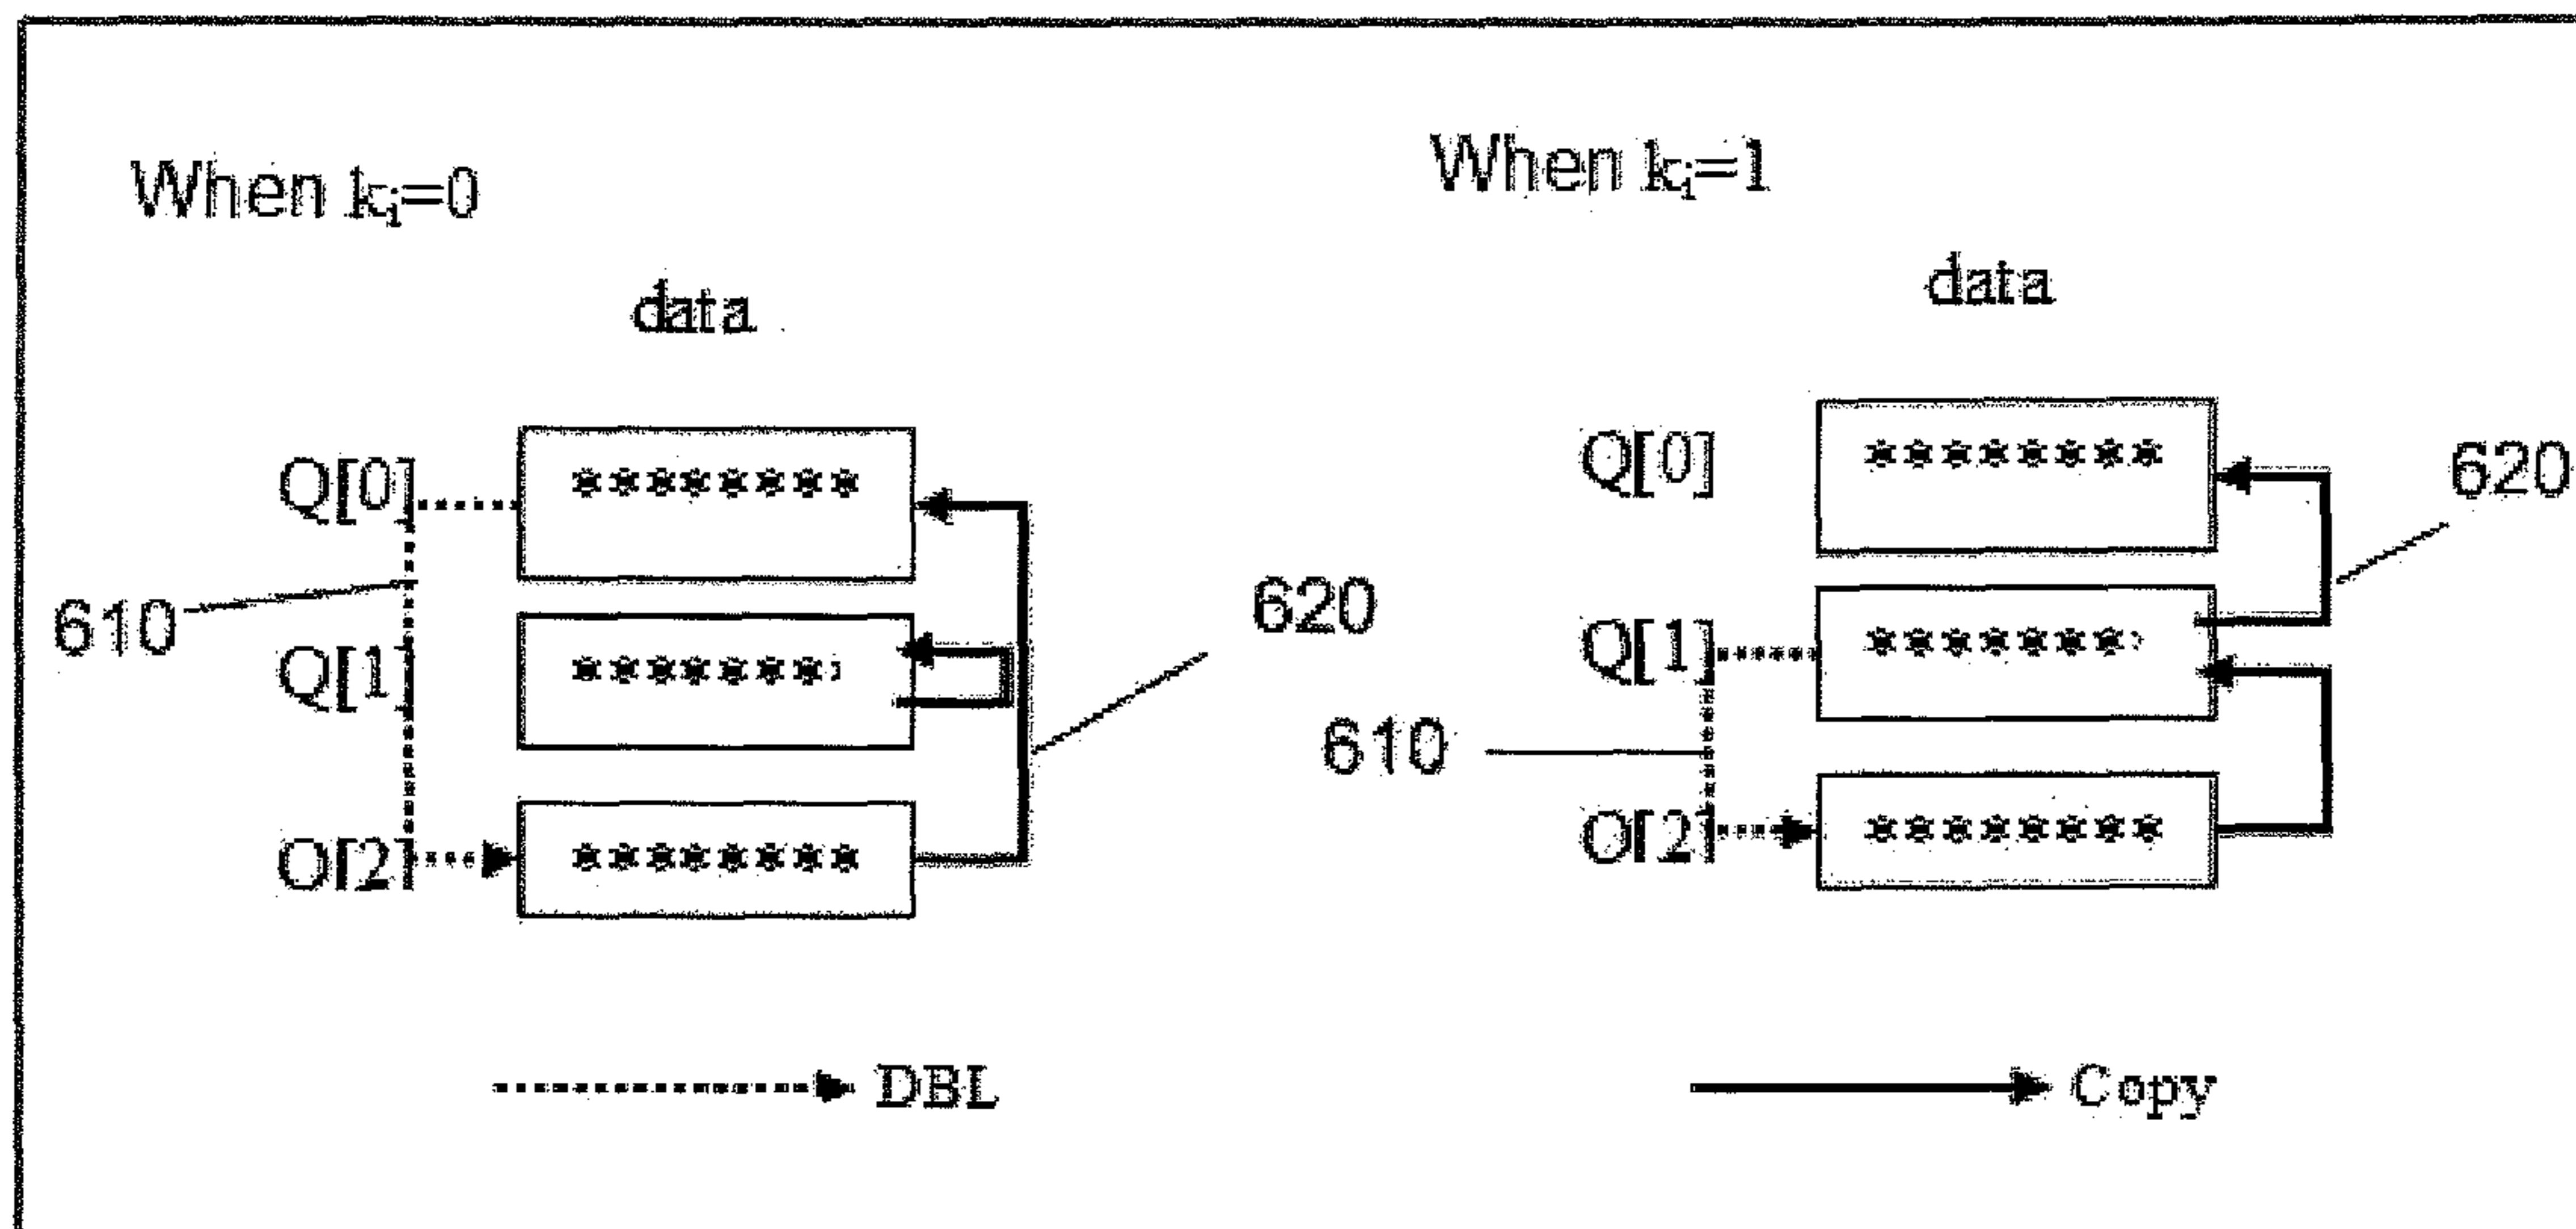 When kᵢ=0
data
Q[0]
********
610
Q[1]
*******
620
Q[2]
********
DBL
When kᵢ=1
data
Q[0]
********
620
Q[1]
*******
610
Q[2]
********
Copy